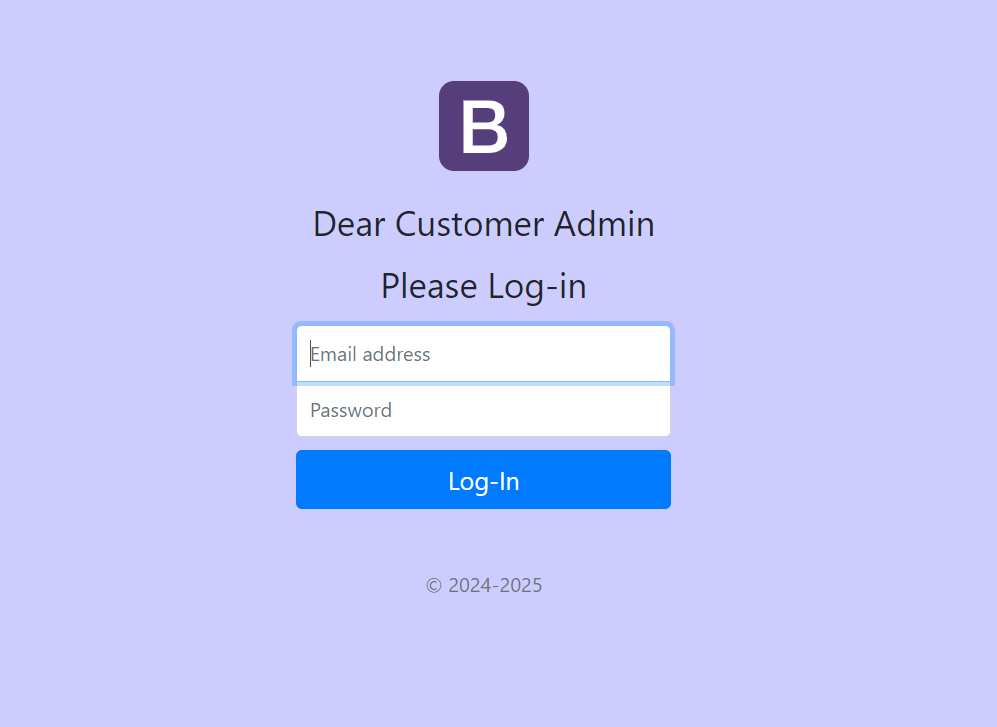 B
Dear Customer Admin
Please Log-in
Email address
Password
Log-In
© 2024-2025